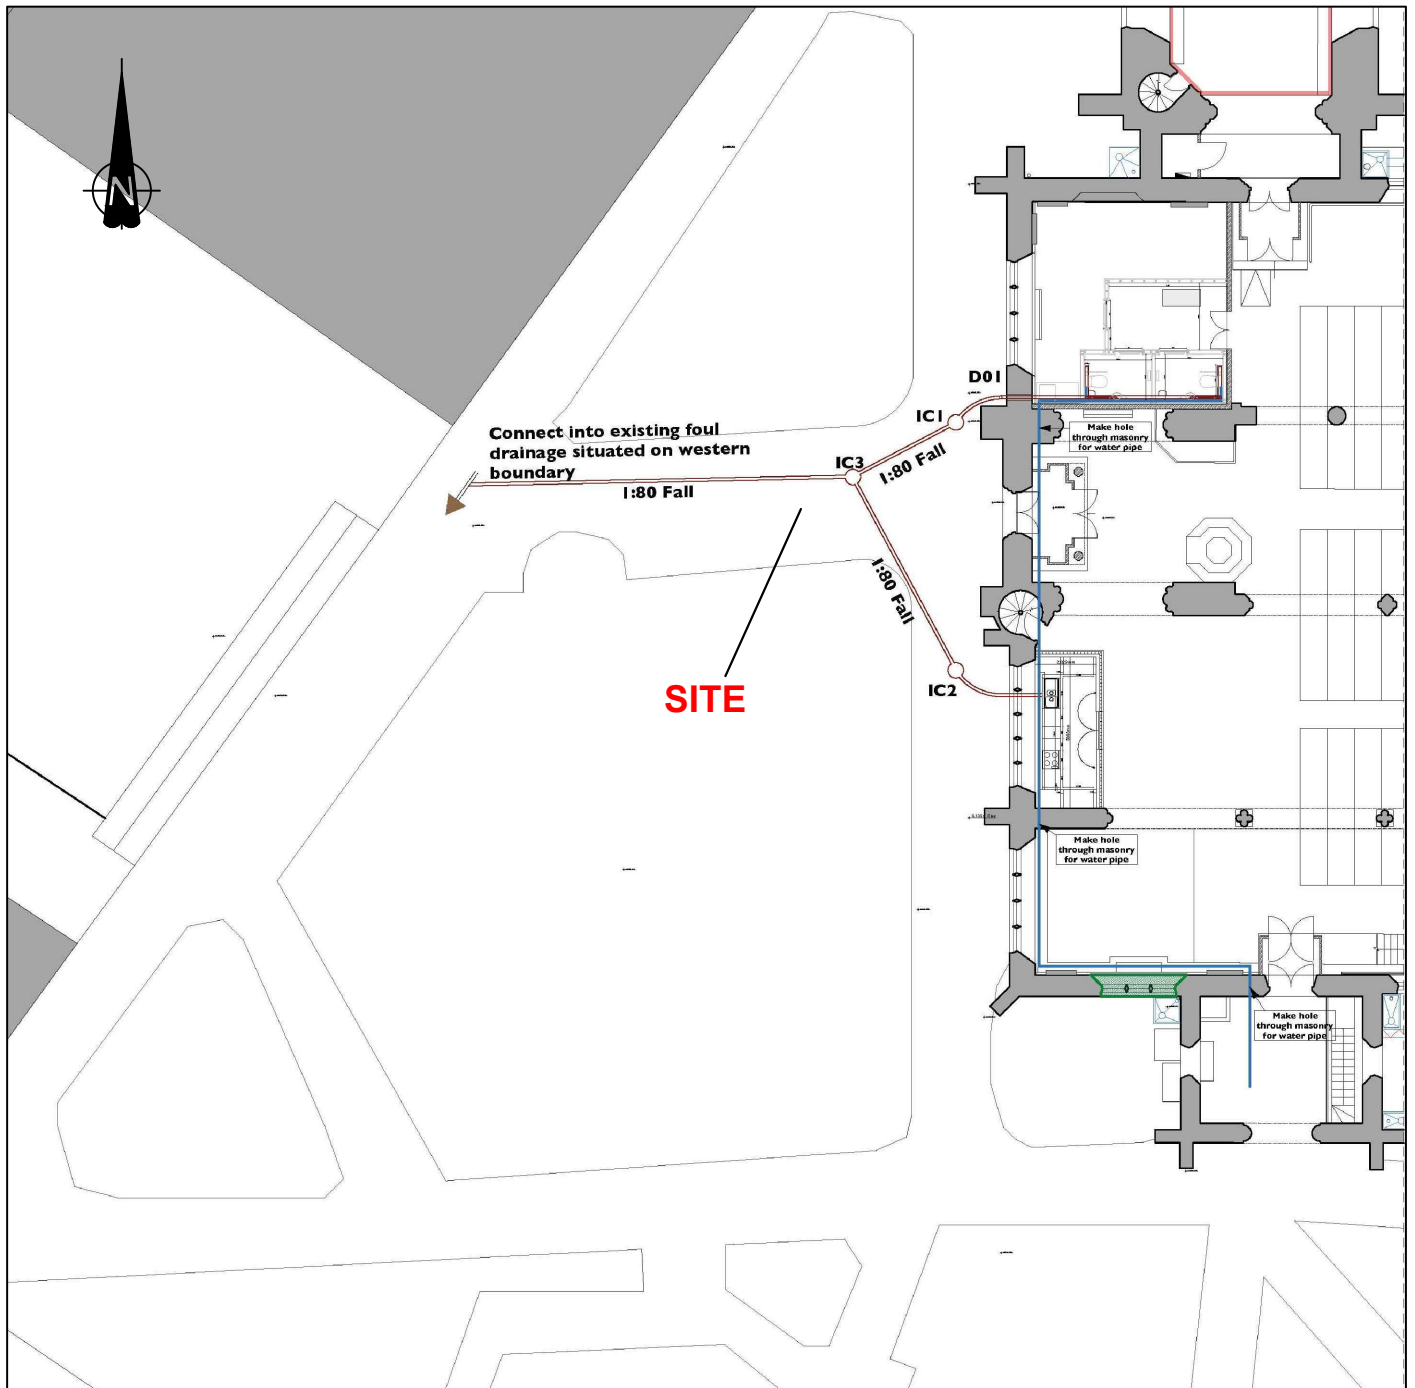 N
D01
IC1
Make hole
through masonry
for water pipe
Connect into existing foul
drainage situated on western
boundary
IC3
1:80 Fall
1:80 Fall
1:80 Fall
SITE
IC2
Make hole
through masonry
for water pipe
Make hole
through masonry
for water pipe